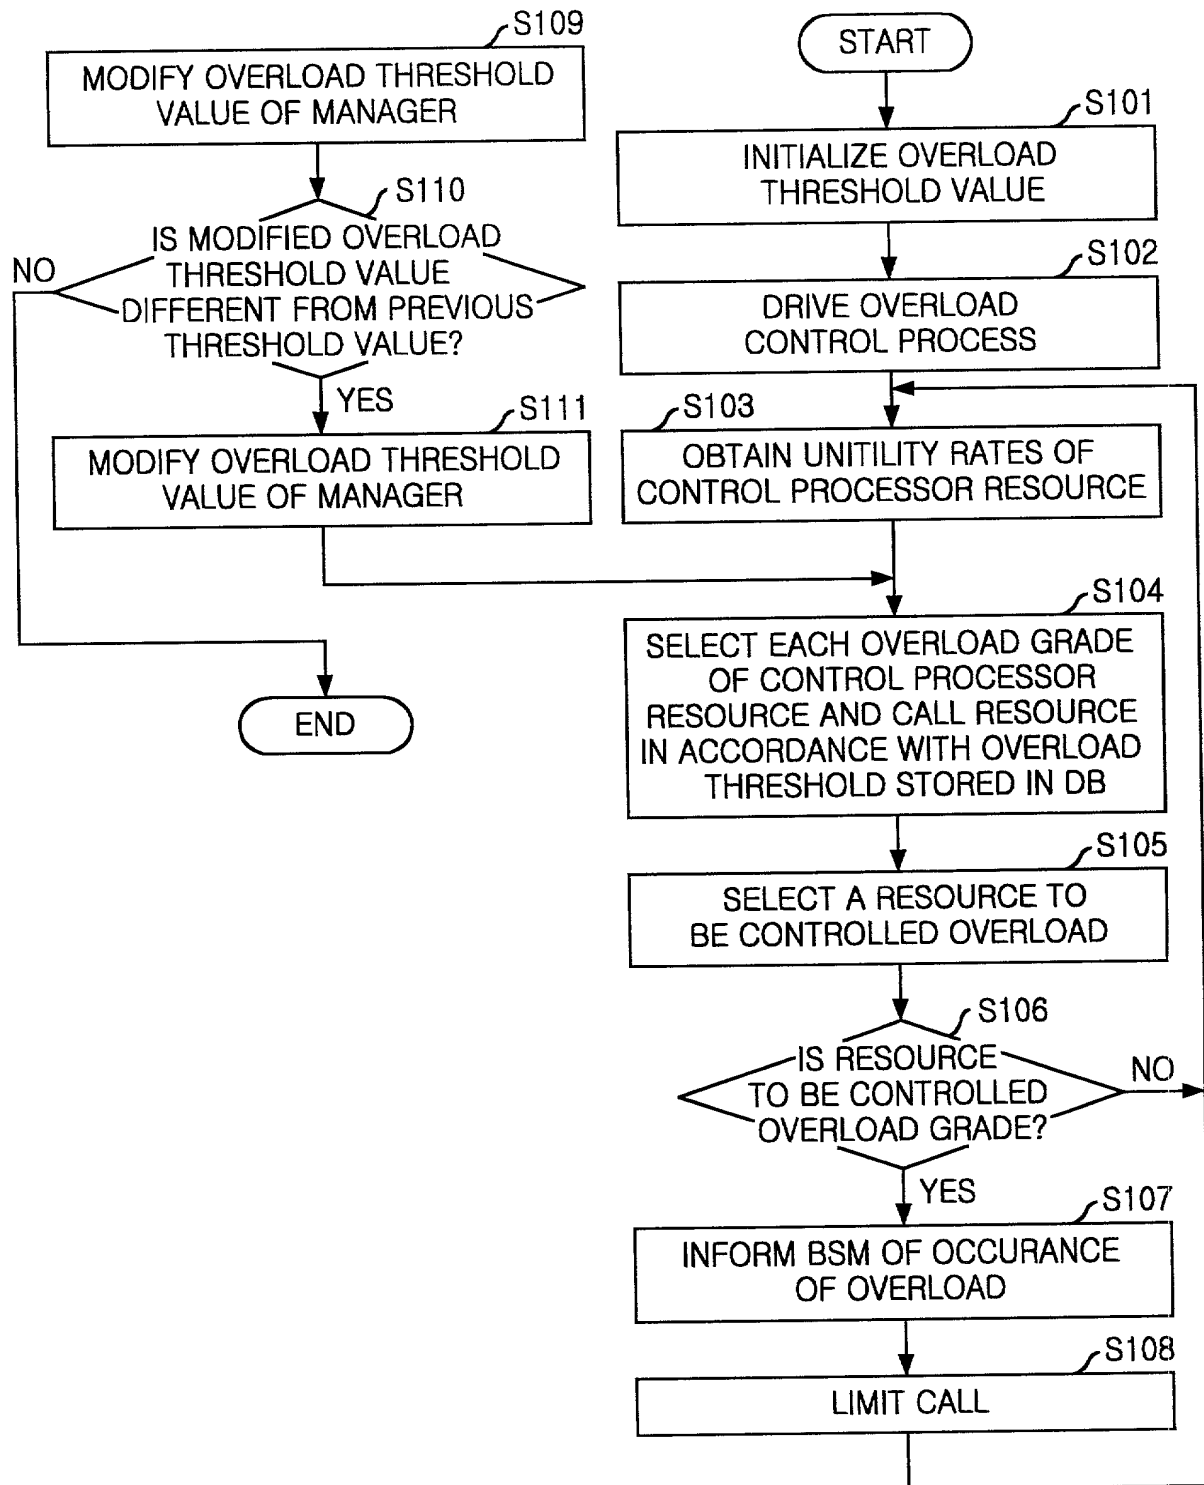 S109
MODIFY OVERLOAD THRESHOLD
VALUE OF MANAGER
S110
IS MODIFIED OVERLOAD
THRESHOLD VALUE
DIFFERENT FROM PREVIOUS
THRESHOLD VALUE?
NO
YES
S111
MODIFY OVERLOAD THRESHOLD
VALUE OF MANAGER
END
START
S101
INITIALIZE OVERLOAD
THRESHOLD VALUE
S102
DRIVE OVERLOAD
CONTROL PROCESS
S103
OBTAIN UNITILITY RATES OF
CONTROL PROCESSOR RESOURCE
S104
SELECT EACH OVERLOAD GRADE
OF CONTROL PROCESSOR
RESOURCE AND CALL RESOURCE
IN ACCORDANCE WITH OVERLOAD
THRESHOLD STORED IN DB
S105
SELECT A RESOURCE TO
BE CONTROLLED OVERLOAD
S106
IS RESOURCE
TO BE CONTROLLED
OVERLOAD GRADE?
NO
YES
S107
INFORM BSM OF OCCURANCE
OF OVERLOAD
S108
LIMIT CALL